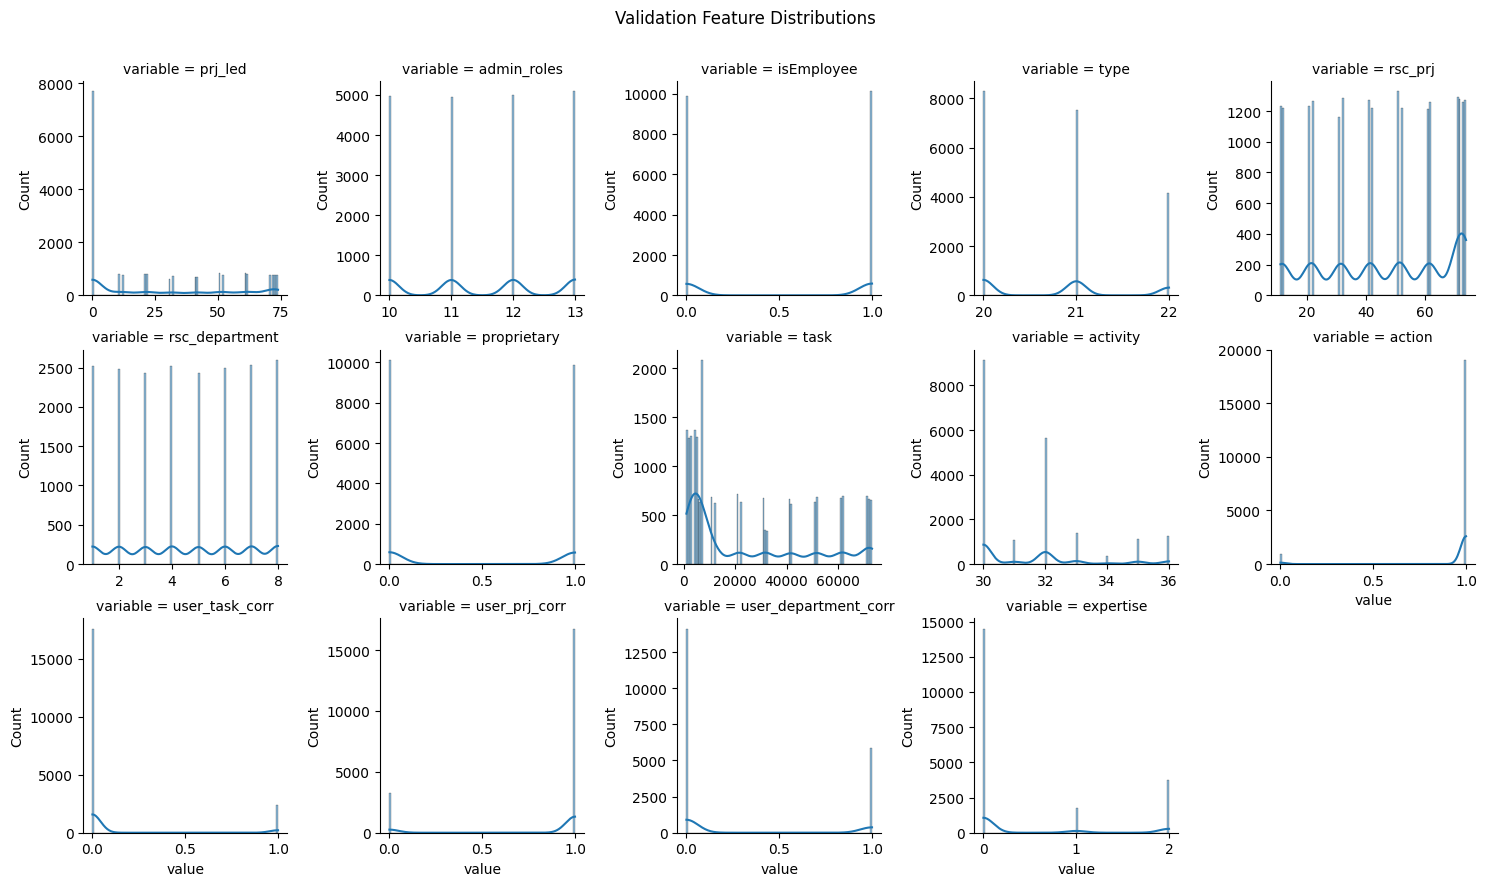 Validation Feature Distributions
variable = prj_led
variable = admin_roles
variable = isEmployee
variable = type
variable = rsc_prj
8000
6000
4000
2000
0
Count
0 25 50 75
5000
4000
3000
2000
1000
0
Count
10 11 12 13
10000
8000
6000
4000
2000
0
Count
0.0 0.5 1.0
8000
6000
4000
2000
0
Count
20 21 22
1200
1000
800
600
400
200
0
Count
20 40 60
variable = rsc_department
variable = proprietary
variable = task
variable = activity
variable = action
2500
2000
1500
1000
500
0
Count
2 4 6 8
10000
8000
6000
4000
2000
0
Count
0.0 0.5 1.0
2000
1500
1000
500
0
Count
0 20000 40000 60000
8000
6000
4000
2000
0
Count
30 32 34 36
20000
15000
10000
5000
0
Count
0.0 0.5 1.0
value
variable = user_task_corr
variable = user_prj_corr
variable = user_department_corr
variable = expertise
15000
10000
5000
0
Count
0.0 0.5 1.0
value
15000
10000
5000
0
Count
0.0 0.5 1.0
value
12500
10000
7500
5000
2500
0
Count
0.0 0.5 1.0
value
15000
12500
10000
7500
5000
2500
0
Count
0 1 2
value